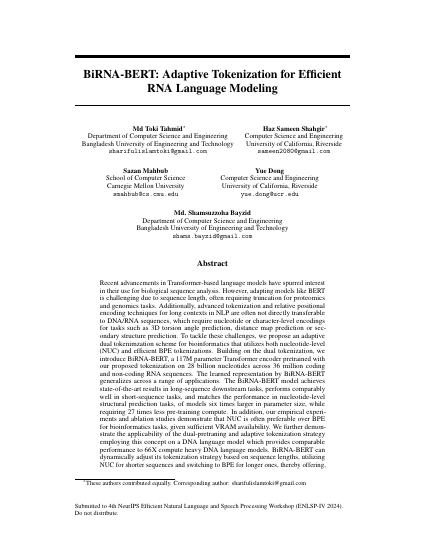 BiRNA-BERT: Adaptive Tokenization for Efficient
RNA Language Modeling
Md Toki Tahmid*
Department of Computer Science and Engineering
Bangladesh University of Engineering and Technology
sharifulislamtoki@gmail.com
Haz Sameen Shahgir*
Computer Science and Engineering
University of California, Riverside
sameen2080@gmail.com
Sazan Mahbub
School of Computer Science
Carnegie Mellon University
smahbub@cs.cmu.edu
Yue Dong
Computer Science and Engineering
University of California, Riverside
yue.dong@ucr.edu
Md. Shamsuzzoha Bayzid
Department of Computer Science and Engineering
Bangladesh University of Engineering and Technology
shams.bayzid@gmail.com
Abstract
Recent advancements in Transformer-based language models have spurred interest
in their use for biological sequence analysis. However, adapting models like BERT
is challenging due to sequence length, often requiring truncation for proteomics
and genomics tasks. Additionally, advanced tokenization and relative positional
encoding techniques for long contexts in NLP are often not directly transferable
to DNA/RNA sequences, which require nucleotide or character-level encodings
for tasks such as 3D torsion angle prediction, distance map prediction or sec-
ondary structure prediction. To tackle these challenges, we propose an adaptive
dual tokenization scheme for bioinformatics that utilizes both nucleotide-level
(NUC) and efficient BPE tokenizations. Building on the dual tokenization, we
introduce BiRNA-BERT, a 117M parameter Transformer encoder pretrained with
our proposed tokenization on 28 billion nucleotides across 36 million coding
and non-coding RNA sequences. The learned representation by BiRNA-BERT
generalizes across a range of applications. The BiRNA-BERT model achieves
state-of-the-art results in long-sequence downstream tasks, performs comparably
well in short-sequence tasks, and matches the performance in nucleotide-level
structural prediction tasks, of models six times larger in parameter size, while
requiring 27 times less pre-training compute. In addition, our empirical experi-
ments and ablation studies demonstrate that NUC is often preferable over BPE
for bioinformatics tasks, given sufficient VRAM availability. We further demon-
strate the applicability of the dual-pretraining and adaptive tokenization strategy
employing this concept on a DNA language model which provides comparable
performance to 66X compute heavy DNA language models. BiRNA-BERT can
dynamically adjust its tokenization strategy based on sequence lengths, utilizing
NUC for shorter sequences and switching to BPE for longer ones, thereby offering,
*These authors contributed equally. Corresponding author: sharifulislamtoki@gmail.com
Submitted to 4th NeurIPS Efficient Natural Language and Speech Processing Workshop (ENLSP-IV 2024).
Do not distribute.